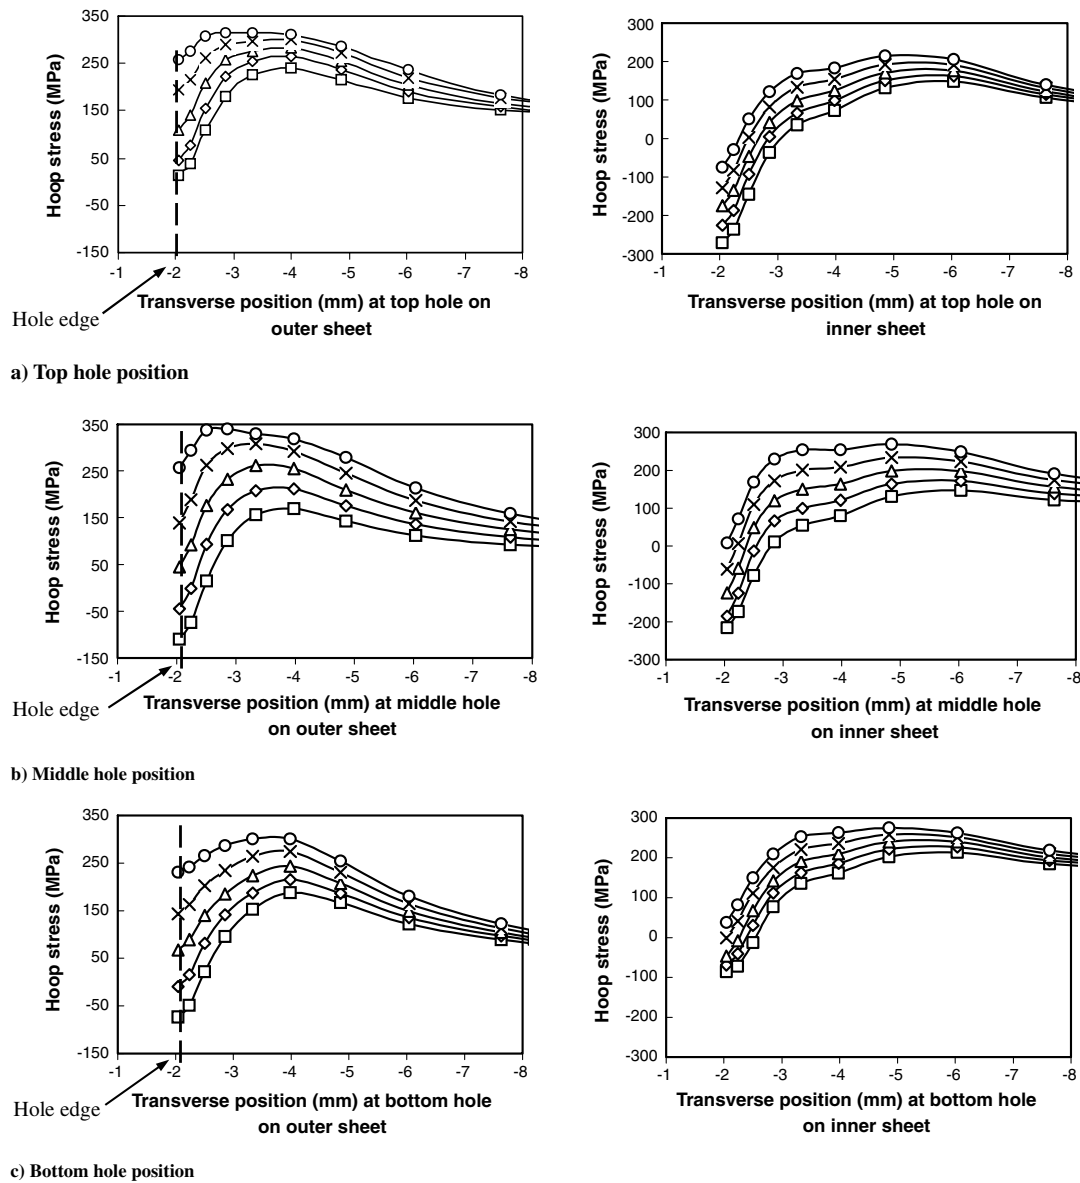 350
250
150
50
-50
-150
Hoop stress (MPa)
-1 -2 -3 -4 -5 -6 -7 -8
Transverse position (mm) at top hole on
outer sheet
Hole edge
300
200
100
0
-100
-200
-300
Hoop stress (MPa)
-1 -2 -3 -4 -5 -6 -7 -8
Transverse position (mm) at top hole on
inner sheet
a) Top hole position
350
250
150
50
-50
-150
Hoop stress (MPa)
-1 -2 -3 -4 -5 -6 -7 -8
Transverse position (mm) at middle hole
on outer sheet
Hole edge
300
200
100
0
-100
-200
-300
Hoop stress (MPa)
-1 -2 -3 -4 -5 -6 -7 -8
Transverse position (mm) at middle hole
on inner sheet
b) Middle hole position
350
250
150
50
-50
-150
Hoop stress (MPa)
-1 -2 -3 -4 -5 -6 -7 -8
Transverse position (mm) at bottom hole
on outer sheet
Hole edge
300
200
100
0
-100
-200
-300
Hoop stress (MPa)
-1 -2 -3 -4 -5 -6 -7 -8
Transverse position (mm) at bottom hole
on inner sheet
c) Bottom hole position